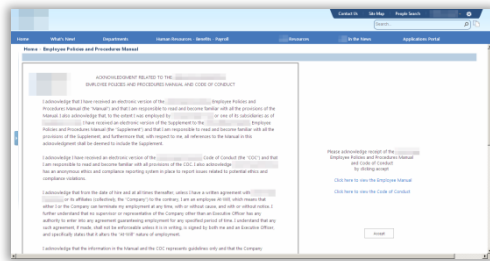 Contact Us Site Map People Search
Search
Home What's New? Departments Human Resources - Benefits - Payroll Resources In the News Applications Portal
Home > Employee Policies and Procedures Manual
ACKNOWLEDGMENT RELATED TO THE
EMPLOYEE POLICIES AND PROCEDURES MANUAL AND CODE OF CONDUCT
I acknowledge that I have received an electronic version of the Employee Policies and
Procedures Manual (the "Manual") and that I am responsible to read and become familiar with all the provisions of the
Manual. I also acknowledge that, to the extent I was employed by or one of its subsidiaries as of
, I have received an electronic version of the Supplement to the Employee
Policies and Procedures Manual (the "Supplement") and that I am responsible to read and become familiar with all the
provisions of the Supplement; and furthermore that, with respect to me, all references to the Manual in this
acknowledgment shall be deemed to include the Supplement.
I acknowledge I have received an electronic version of the Code of Conduct (the "COC") and that
I am responsible to read and become familiar with all provisions of the COC. I also acknowledge
has an anonymous ethics and compliance reporting system in place to report issues related to potential ethics and
compliance violations.
I acknowledge that from the date of hire and at all times thereafter, unless I have a written agreement with
or its affiliates (collectively, the "Company") to the contrary, I am an employee At-Will, which means that
either I or the Company can terminate my employment at any time, with or without cause, and with or without notice. I
further understand that no supervisor or representative of the Company other than an Executive Officer has any
authority to enter into any agreement guaranteeing employment for any specified period of time. I understand that any
such agreement, if made, shall not be enforceable unless it is in writing, is signed by both me and an Executive Officer,
and specifically states that it alters the 'At-Will' nature of employment.
I acknowledge that the information in the Manual and the COC represents guidelines only and that the Company
Please acknowledge receipt of the
Employee Policies and Procedures Manual
and Code of Conduct
by clicking accept
Click here to view the Employee Manual
Click here to view the Code of Conduct
Accept